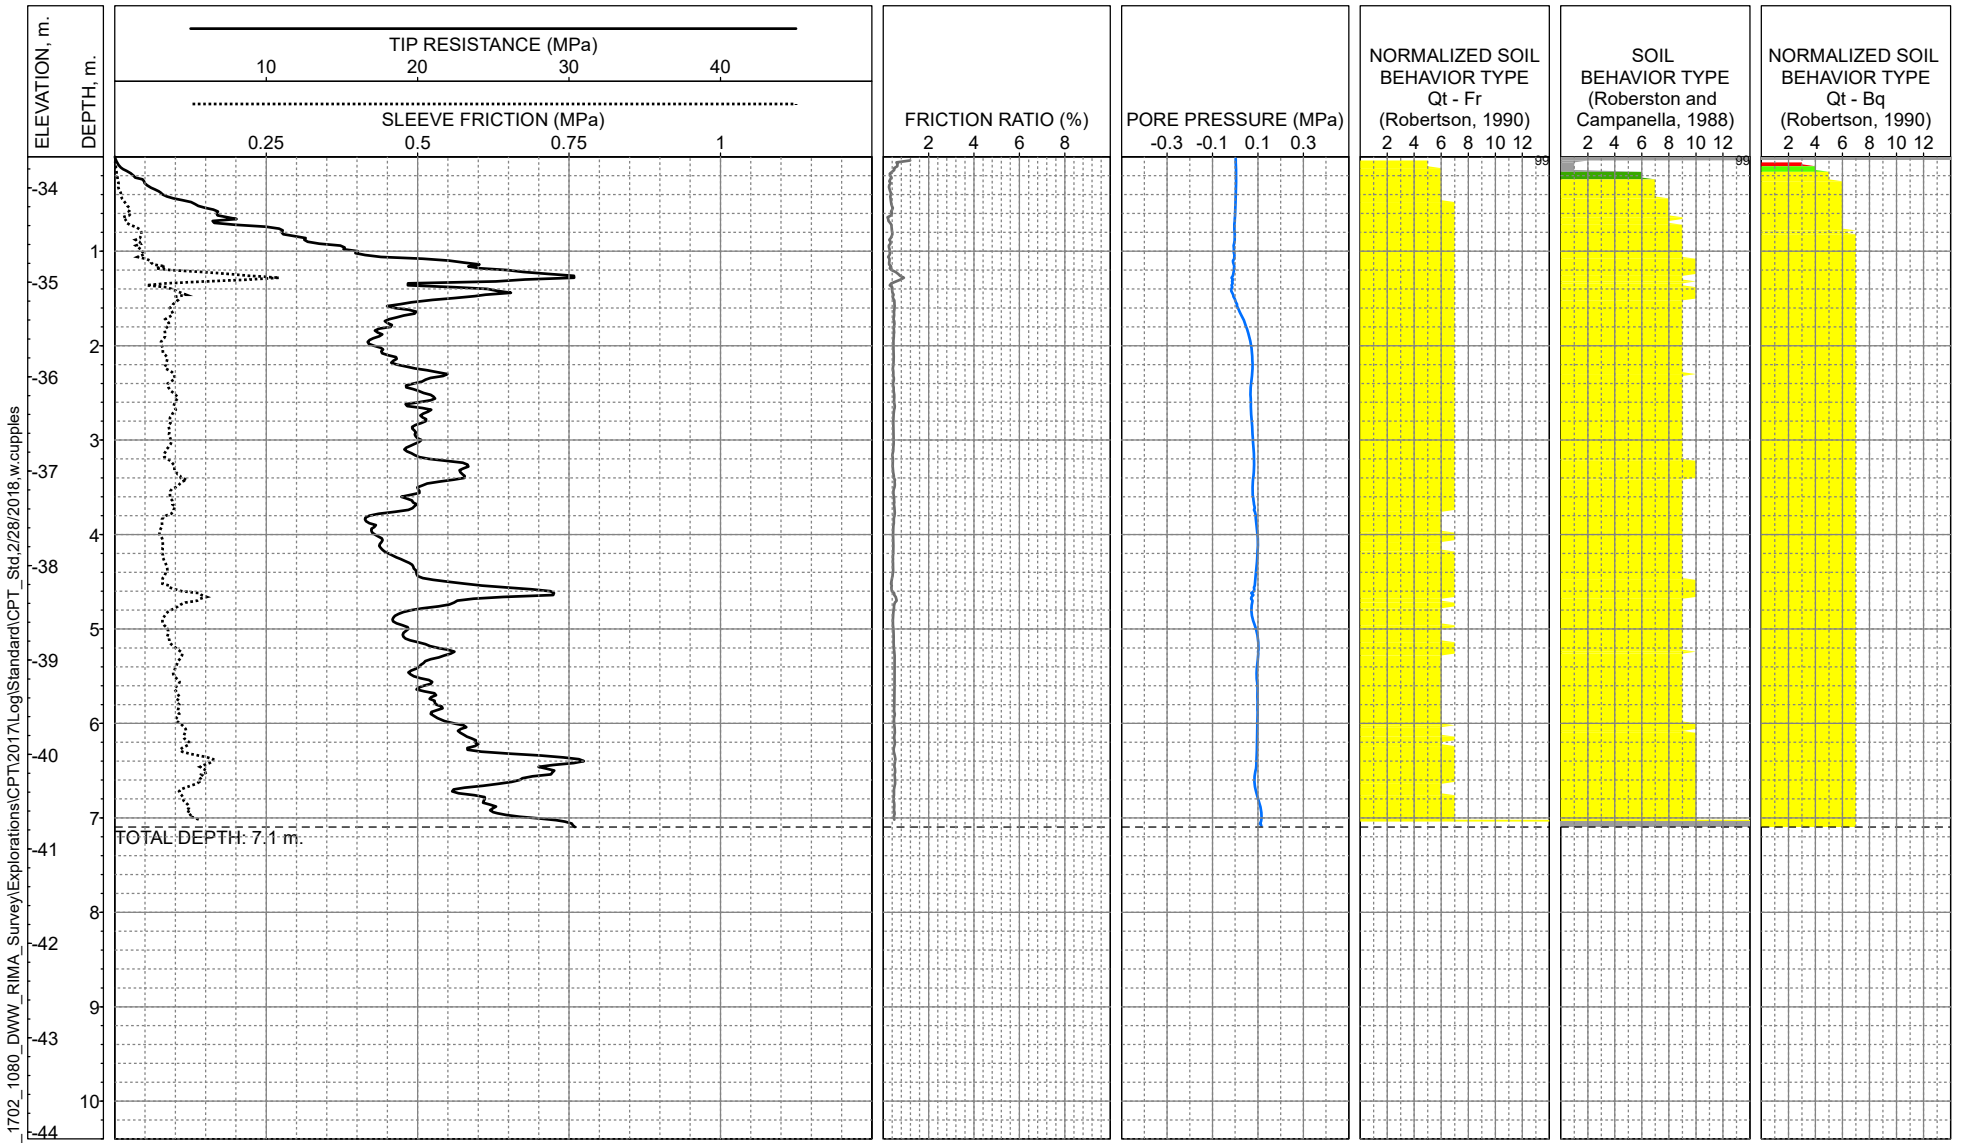 ELEVATION, m.
DEPTH, m.
TIP RESISTANCE (MPa)
10 20 30 40
SLEEVE FRICTION (MPa)
0.25 0.5 0.75 1
FRICTION RATIO (%)
2 4 6 8
PORE PRESSURE (MPa)
-0.3 -0.1 0.1 0.3
NORMALIZED SOIL
BEHAVIOR TYPE
Qt - Fr
(Robertson, 1990)
2 4 6 8 10 12
99
SOIL
BEHAVIOR TYPE
(Roberston and
Campanella, 1988)
2 4 6 8 10 12
99
NORMALIZED SOIL
BEHAVIOR TYPE
Qt - Bq
(Robertson, 1990)
2 4 6 8 10 12
-34
1
-35
2
-36
3
-37
4
-38
5
-39
6
-40
7
TOTAL DEPTH: 7.1 m.
-41
8
-42
9
-43
10
-44
_1702_1080_DWW_RIMA_Survey\Explorations\CPT\2017\Log\Standard\CPT_Std,2/28/2018,w.cupples